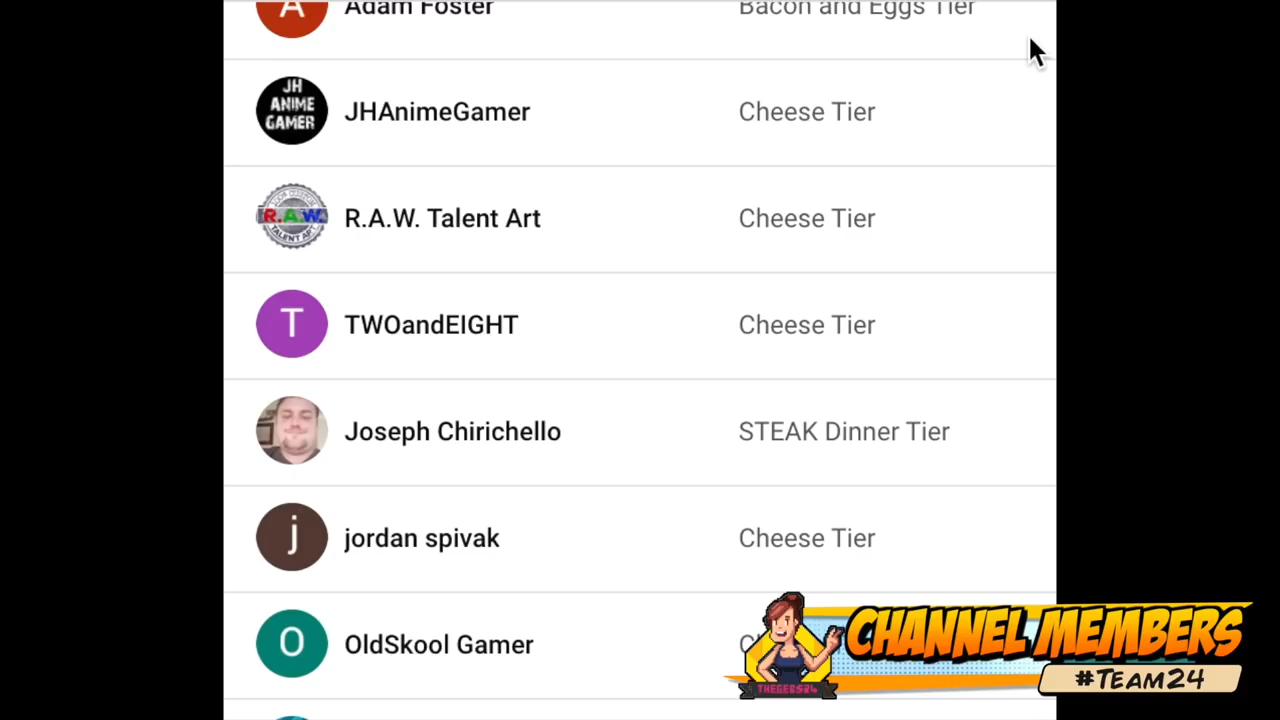 Adam Foster Bacon and Eggs Tier
JH
ANIME
GAMER
JHAnimeGamer Cheese Tier
R.A.W.
TALENT ART
R.A.W. Talent Art Cheese Tier
T
TWOandEIGHT Cheese Tier
Joseph Chirichello STEAK Dinner Tier
j
jordan spivak Cheese Tier
O
OldSkool Gamer
CHANNEL MEMBERS
#TEAM24
THEGEBS24